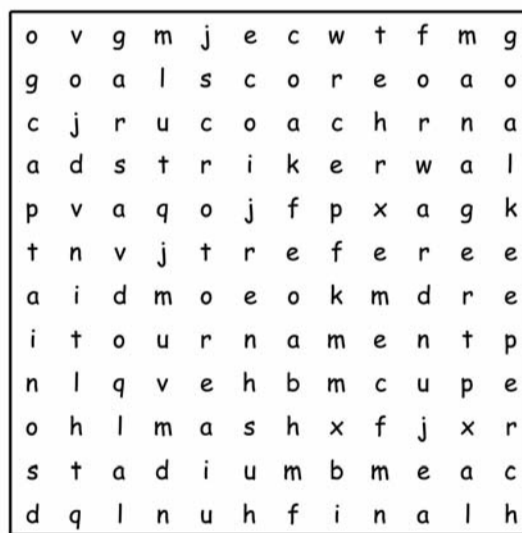 o v g m j e c w t f m g
g o a l s c o r e o a o
c j r u c o a c h r n a
a d s t r i k e r w a l
p v a q o j f p x a g k
t n v j t r e f e r e e
a i d m o e o k m d r e
i t o u r n a m e n t p
n l q v e h b m c u p e
o h l m a s h x f j x r
s t a d i u m b m e a c
d q l n u h f i n a l h